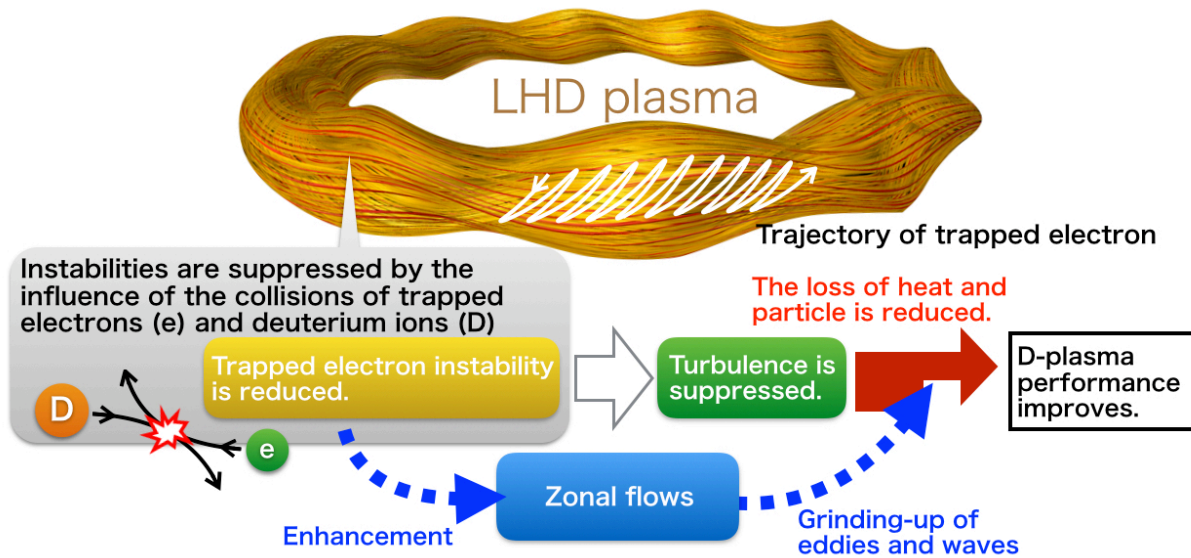 LHD plasma
Trajectory of trapped electron
Instabilities are suppressed by the
influence of the collisions of trapped
electrons (e) and deuterium ions (D)
Trapped electron instability
is reduced.
D
e
The loss of heat and
particle is reduced.
Turbulence is
suppressed.
D-plasma
performance
improves.
Enhancement
Zonal flows
Grinding-up of
eddies and waves